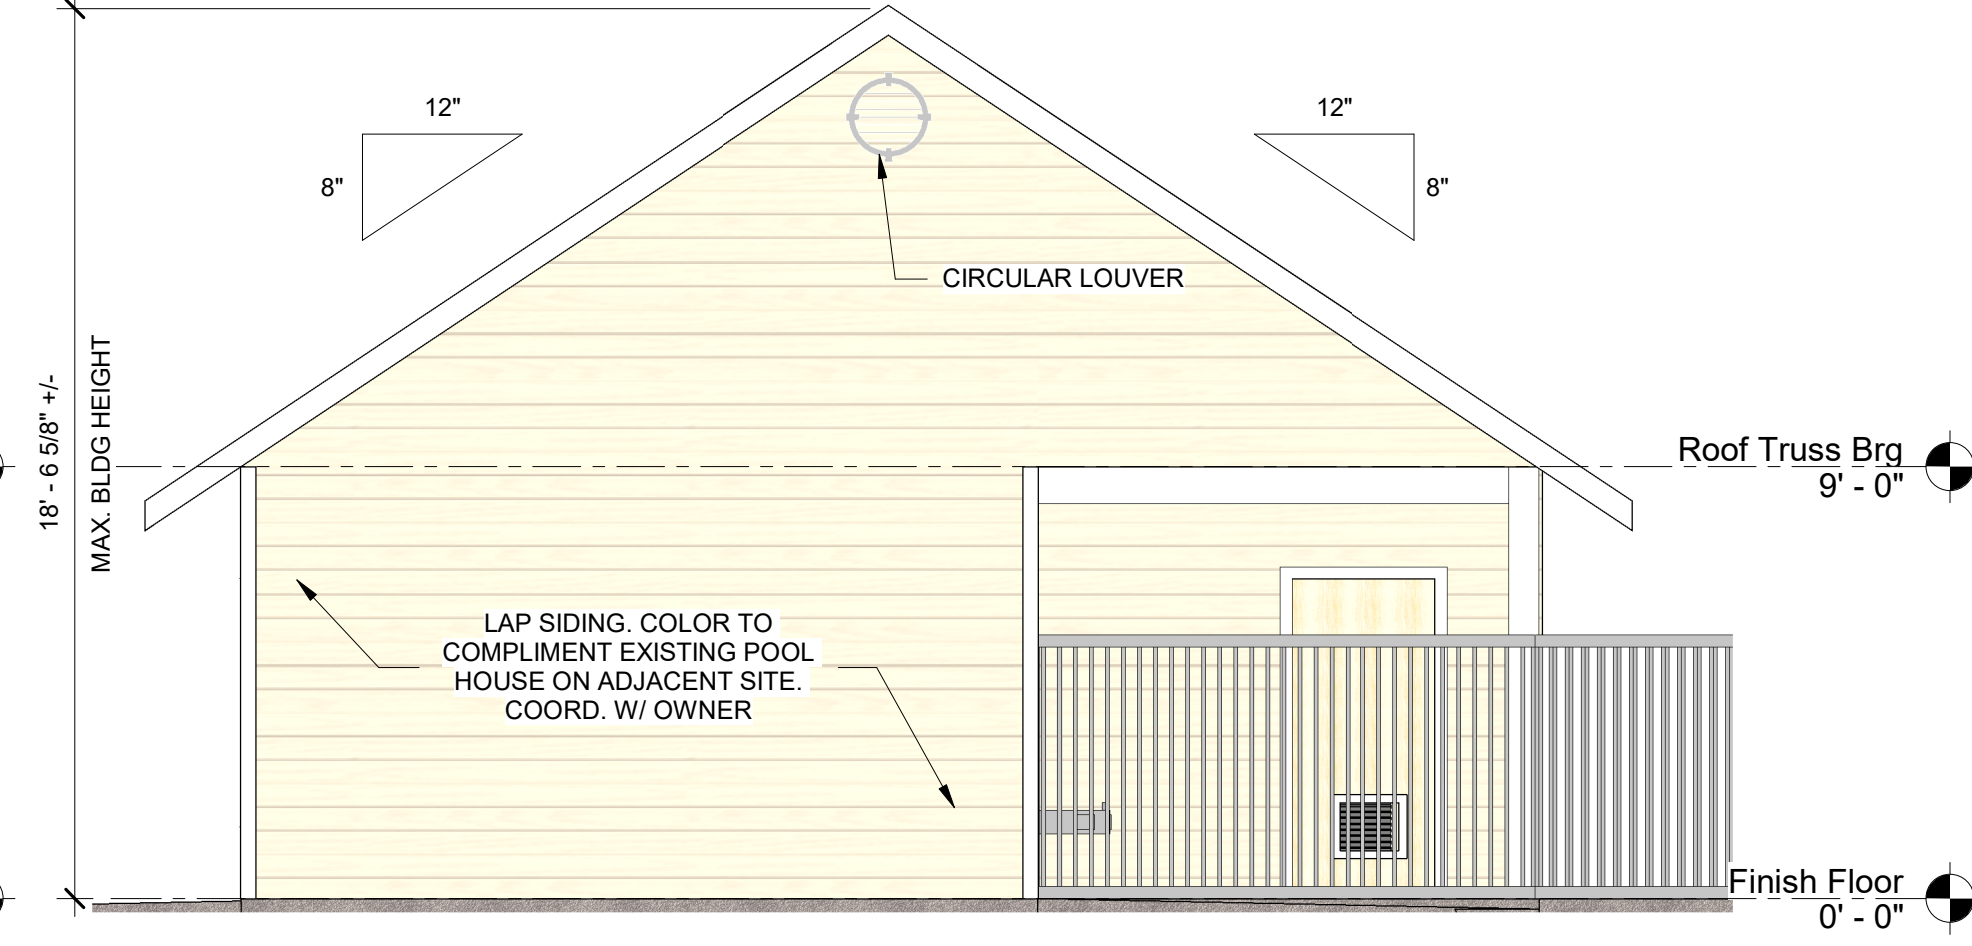 12"
8"
12"
8"
CIRCULAR LOUVER
18' - 6 5/8" +/-
MAX. BLDG HEIGHT
Roof Truss Brg
9' - 0"
LAP SIDING. COLOR TO
COMPLIMENT EXISTING POOL
HOUSE ON ADJACENT SITE.
COORD. W/ OWNER
Finish Floor
0' - 0"